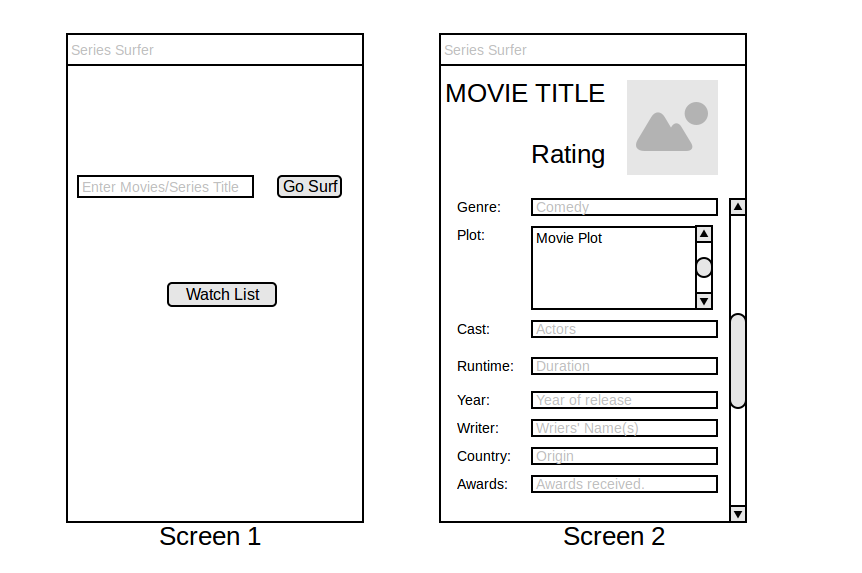 Series Surfer
Enter Movies/Series Title
Go Surf
Watch List
Screen 1
Series Surfer
MOVIE TITLE
Rating
Genre:
Comedy
Plot:
Movie Plot
Cast:
Actors
Runtime:
Duration
Year:
Year of release
Writer:
Wriers' Name(s)
Country:
Origin
Awards:
Awards received.
Screen 2